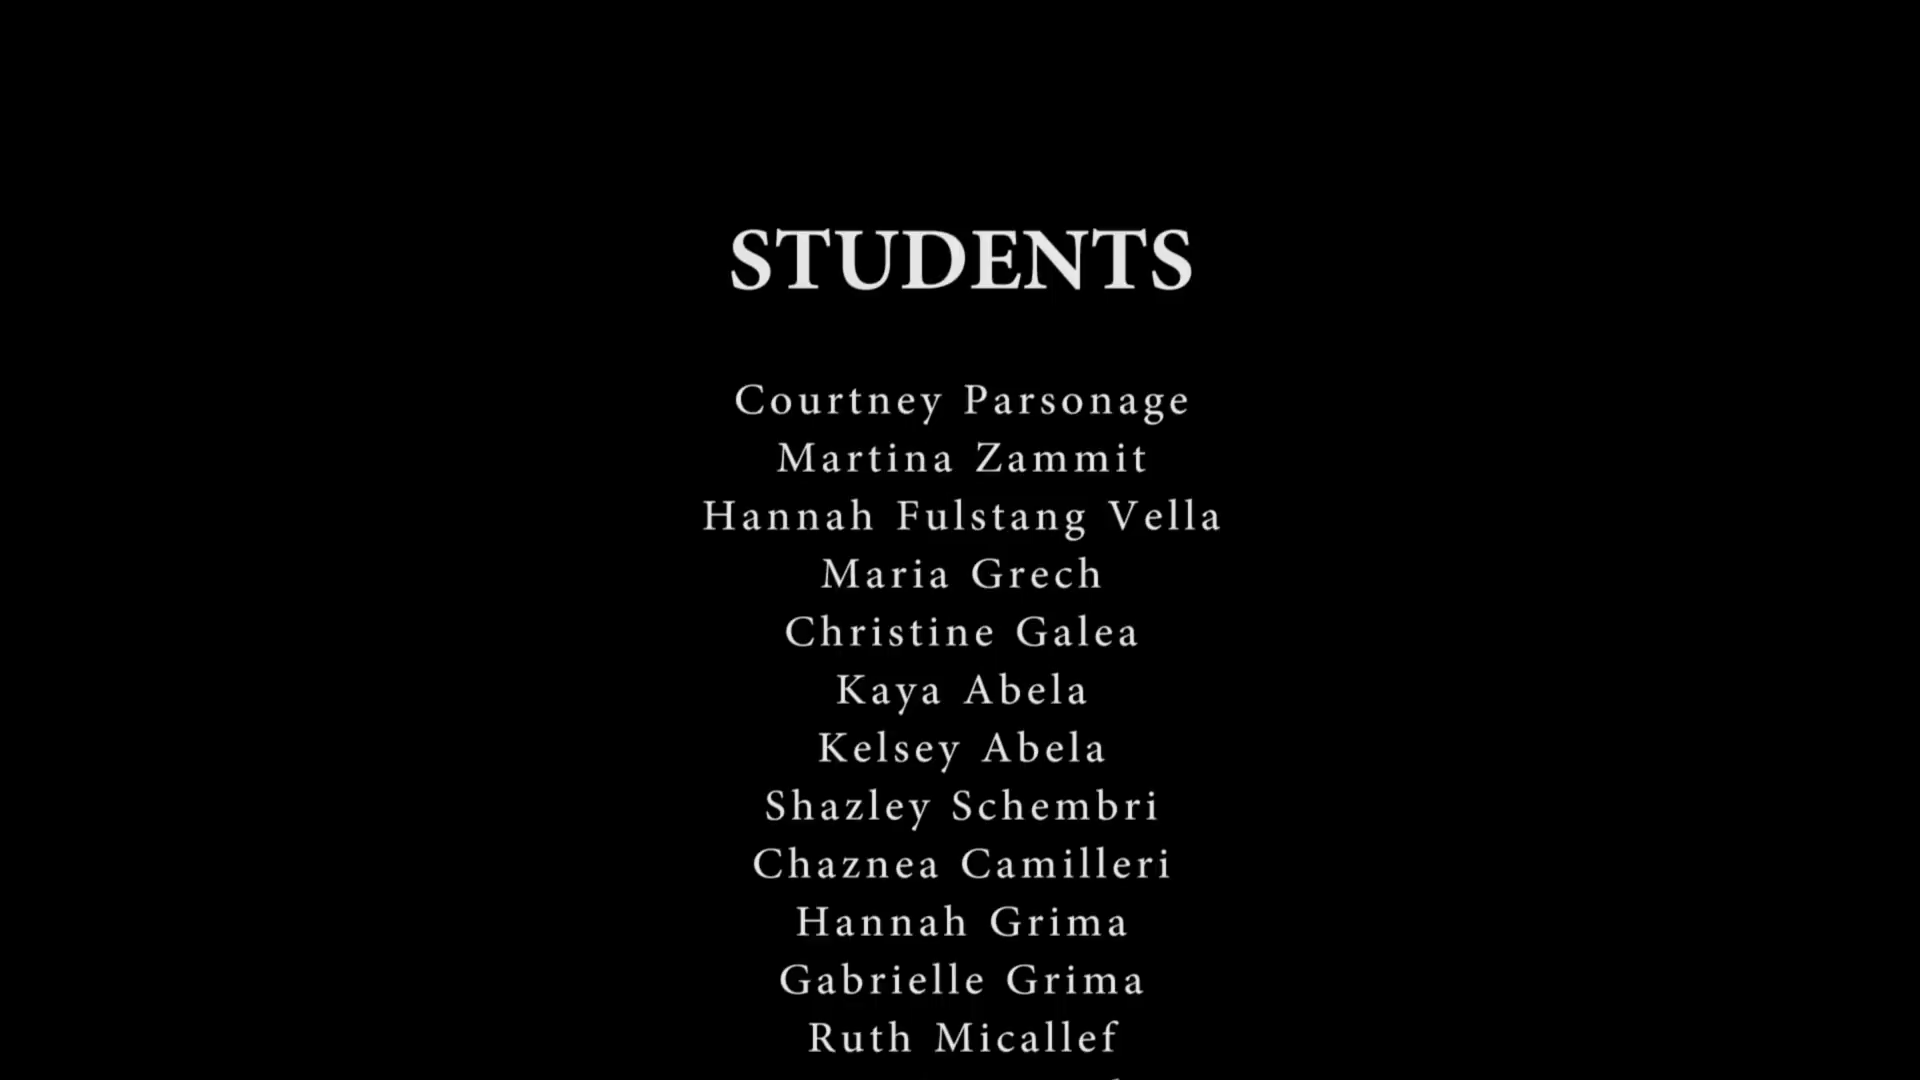 STUDENTS
Courtney Parsonage
Martina Zammit
Hannah Fulstang Vella
Maria Grech
Christine Galea
Kaya Abela
Kelsey Abela
Shazley Schembri
Chaznea Camilleri
Hannah Grima
Gabrielle Grima
Ruth Micallef